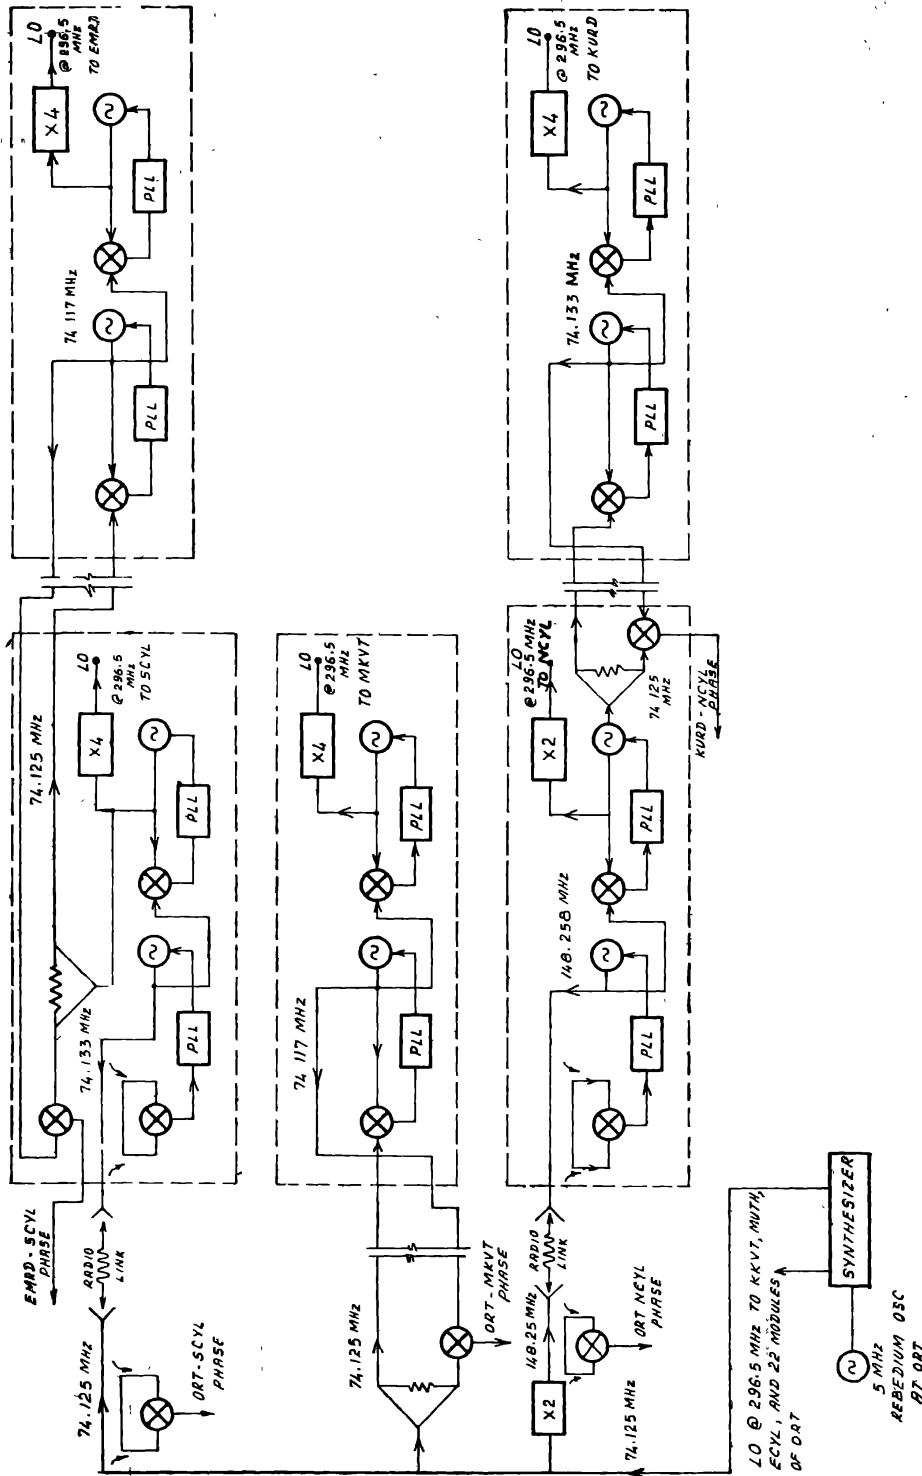 LO
@ 296.5
MHz
TO EMRD
X4
PLL
74 117 MHz
PLL
LO
@ 296.5
MHz
TO KURD
X4
PLL
74.133 MHz
PLL
74.125 MHz
LO
@ 296.5
MHz
TO SCYL
X4
PLL
74.133 MHz
PLL
EMRD - SCYL
PHASE
LO
@ 296.5
MHz
TO MKVT
X4
PLL
74 117 MHz
PLL
LO
@ 296.5 MHz
TO NCYL
X2
PLL
148.258 MHz
PLL
74 125
MHz
KURD - NCYL
PHASE
RADIO
LINK
74.125 MHz
ORT-SCYL
PHASE
74.125 MHz
ORT-MKVT
PHASE
RADIO
LINK
148.25 MHz
X2
ORT NCYL
PHASE
74.125 MHz
LO @ 296.5 MHz TO KKVT, MUTH,
ECYL, AND 22 MODULES
OF ORT
SYNTHESIZER
5 MHz
REBEDIUM OSC
AT ORT